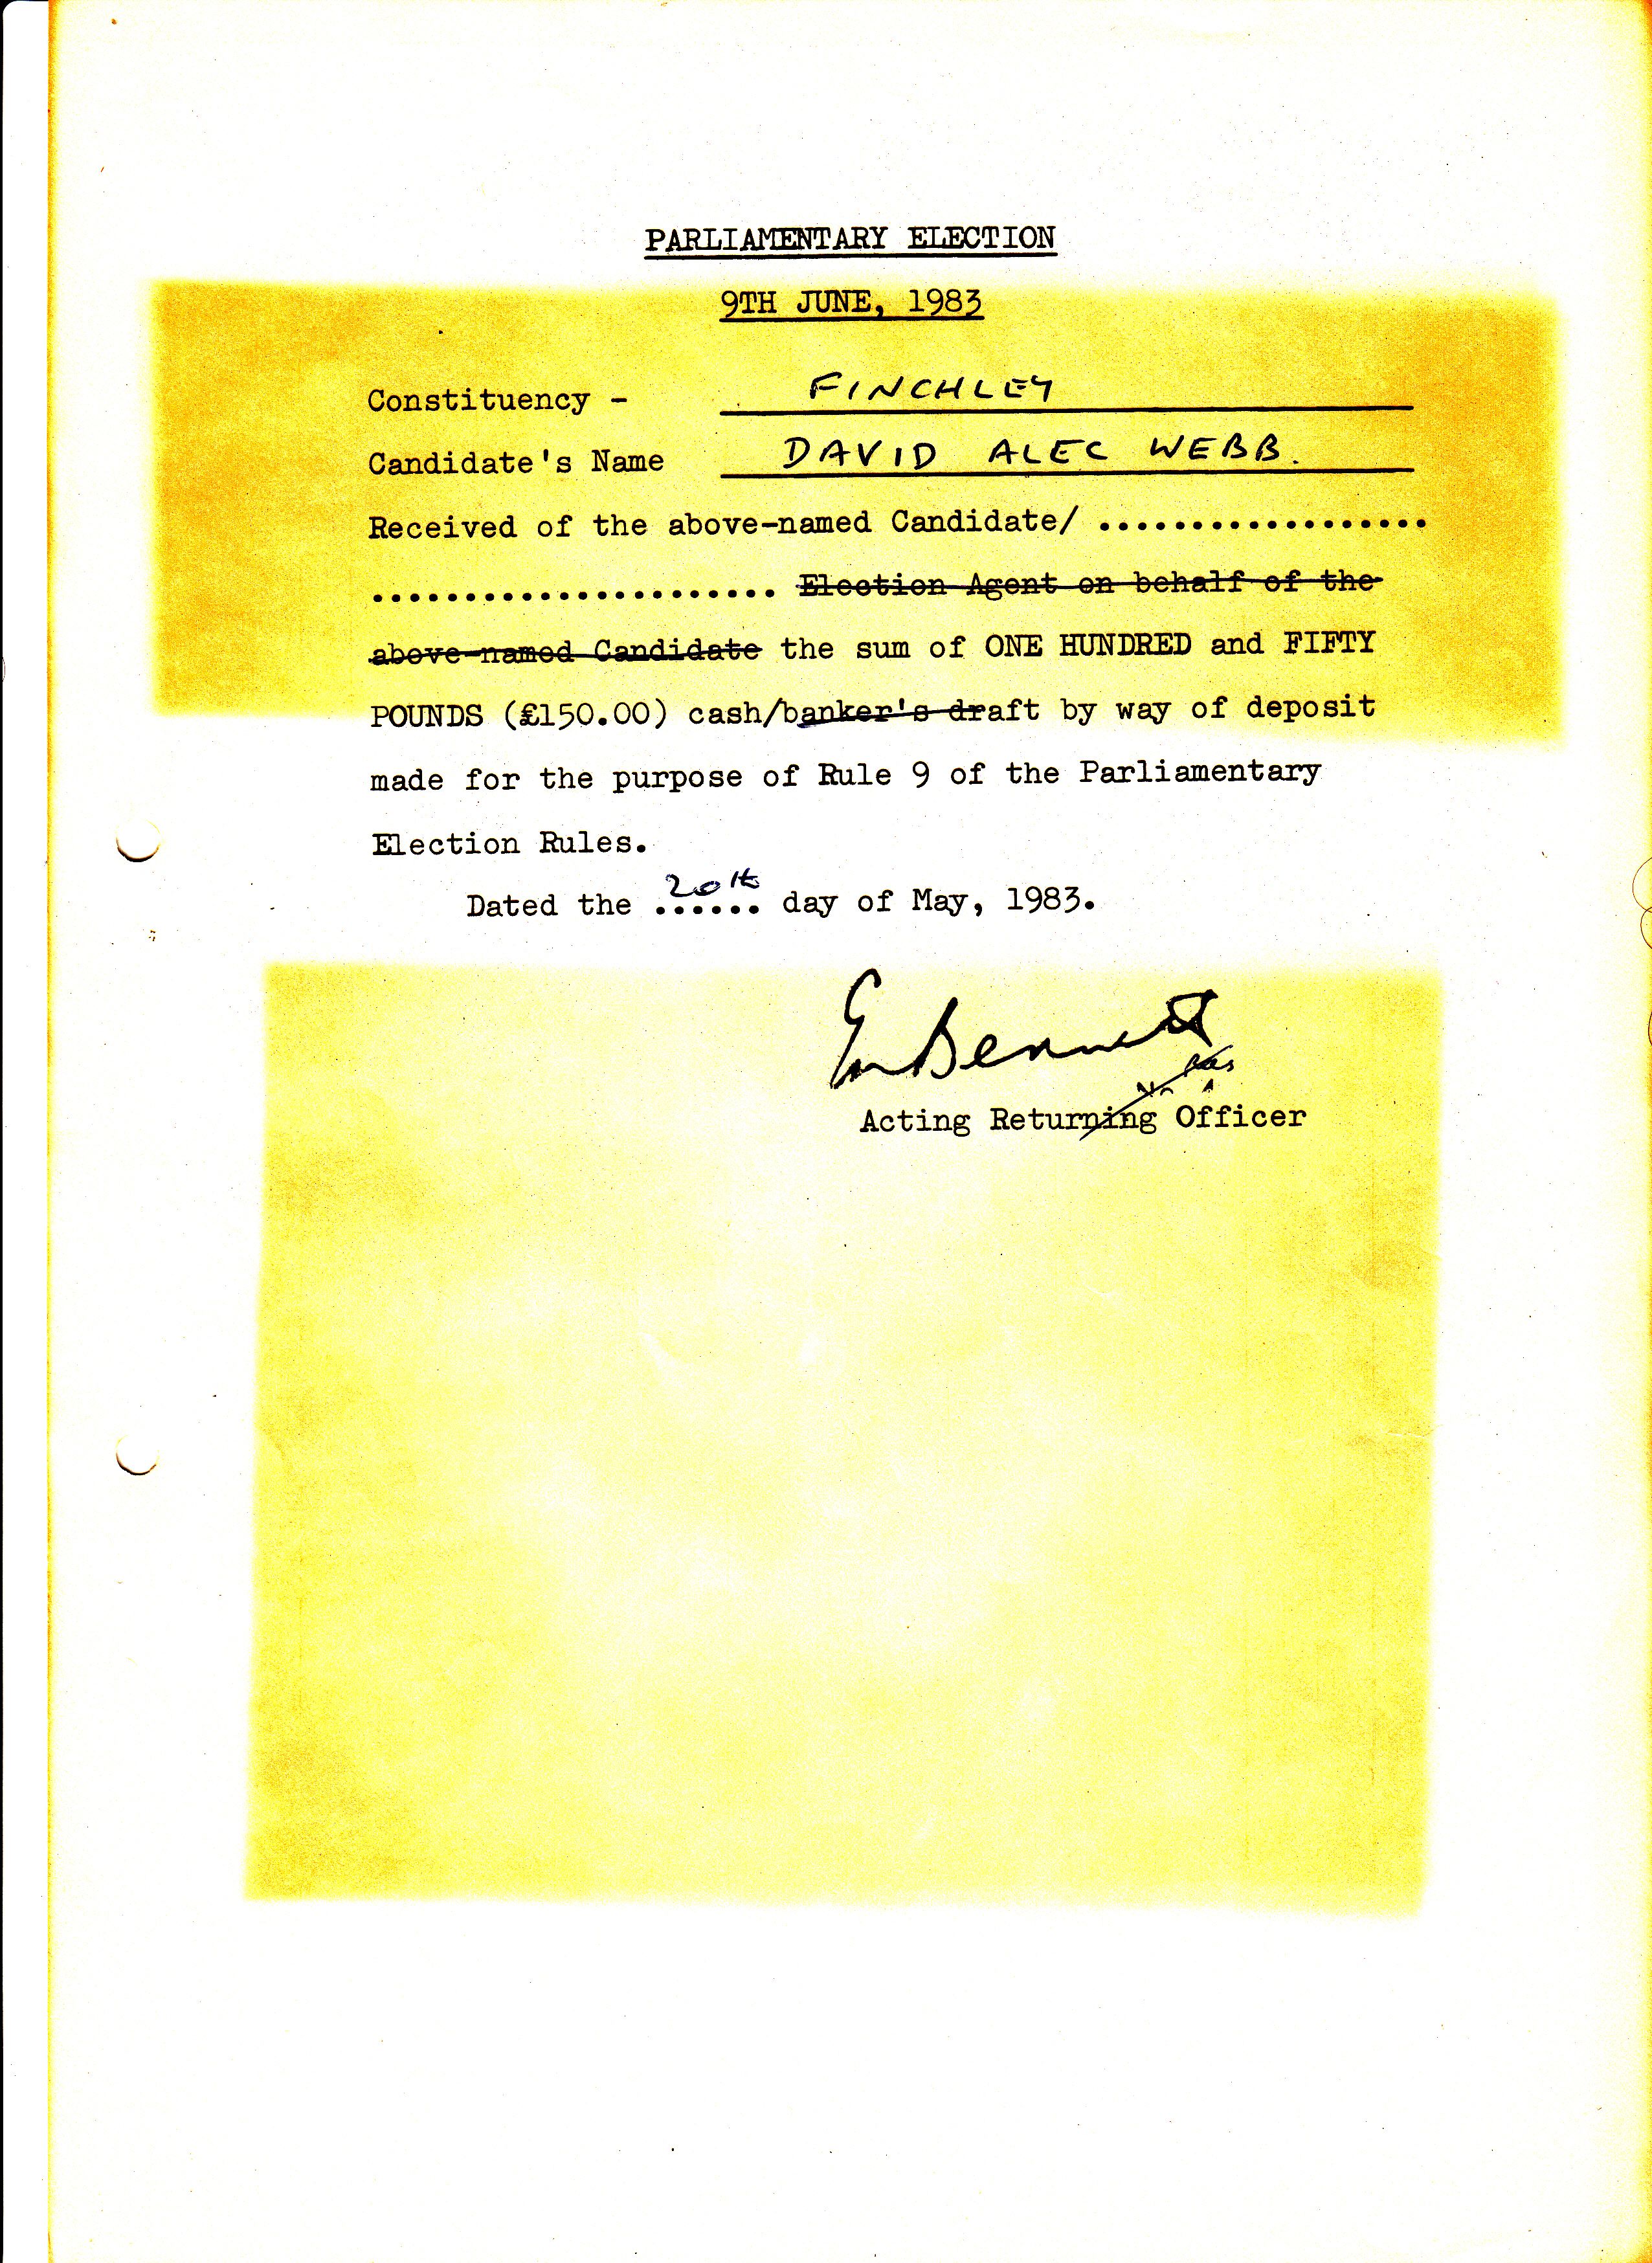 PARLIAMENTARY ELECTION
9TH JUNE, 1983
Constituency - FINCHLEY
Candidate's Name DAVID ALEC WEBB.
Received of the above-named Candidate/ ..................
...................... Election Agent on behalf of the
above-named Candidate the sum of ONE HUNDRED and FIFTY
POUNDS (£150.00) cash/banker's draft by way of deposit
made for the purpose of Rule 9 of the Parliamentary
Election Rules.
Dated the 20th day of May, 1983.
Bennett
Acting Returning Officer